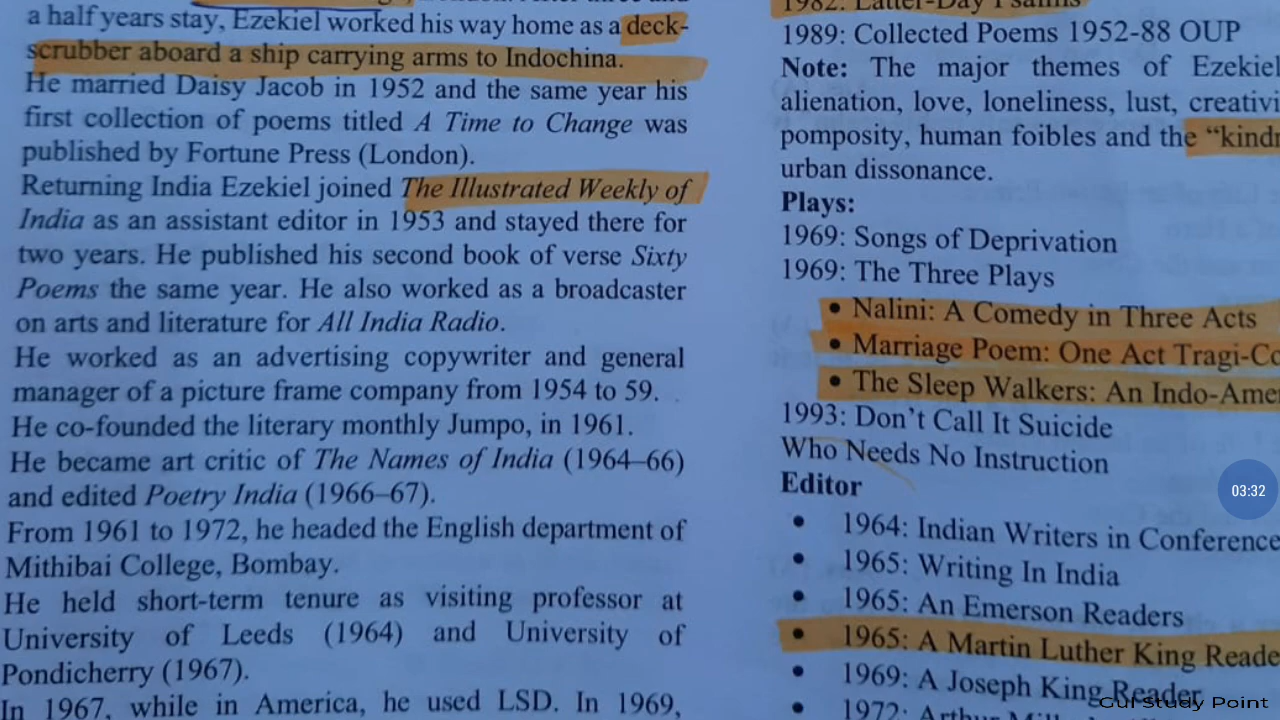 a half years stay, Ezekiel worked his way home as a deck-
scrubber aboard a ship carrying arms to Indochina.
He married Daisy Jacob in 1952 and the same year his
first collection of poems titled A Time to Change was
published by Fortune Press (London).
Returning India Ezekiel joined The Illustrated Weekly of
India as an assistant editor in 1953 and stayed there for
two years. He published his second book of verse Sixty
Poems the same year. He also worked as a broadcaster
on arts and literature for All India Radio.
He worked as an advertising copywriter and general
manager of a picture frame company from 1954 to 59.
He co-founded the literary monthly Jumpo, in 1961.
He became art critic of The Names of India (1964–66)
and edited Poetry India (1966–67).
From 1961 to 1972, he headed the English department of
Mithibai College, Bombay.
He held short-term tenure as visiting professor at
University of Leeds (1964) and University of
Pondicherry (1967).
In 1967, while in America, he used LSD. In 1969,
1982: Latter-Day Psalms
1989: Collected Poems 1952-88 OUP
Note: The major themes of Ezekiel
alienation, love, loneliness, lust, creativi
pomposity, human foibles and the “kind
urban dissonance.
Plays:
1969: Songs of Deprivation
1969: The Three Plays
• Nalini: A Comedy in Three Acts
• Marriage Poem: One Act Tragi-Co
• The Sleep Walkers: An Indo-Ame
1993: Don’t Call It Suicide
Who Needs No Instruction
Editor
• 1964: Indian Writers in Conference
• 1965: Writing In India
• 1965: An Emerson Readers
• 1965: A Martin Luther King Reade
• 1969: A Joseph King Reader
• 1972: Arthur
03:32
Gul Study Point